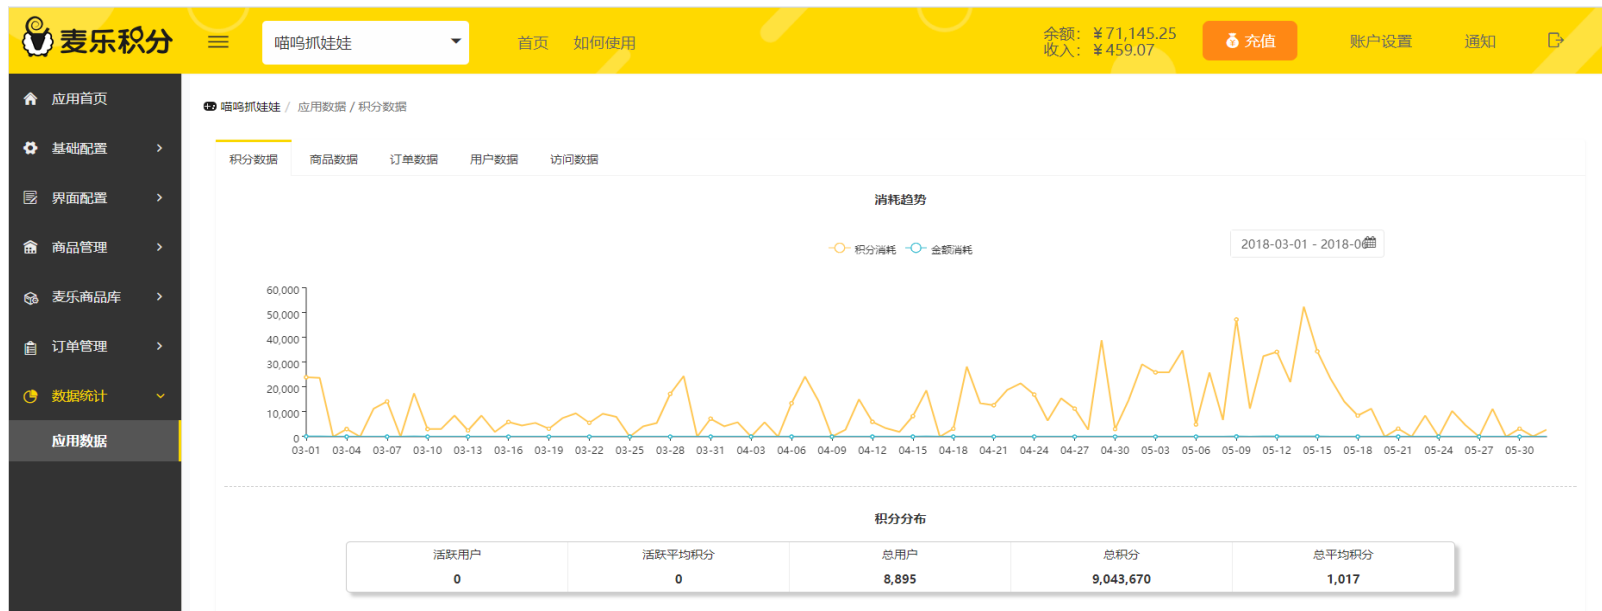 麦乐积分
喵呜抓娃娃
首页 如何使用
余额：¥71,145.25
收入：¥459.07
充值
账户设置 通知
应用首页
基础配置
界面配置
商品管理
麦乐商品库
订单管理
数据统计
应用数据
喵呜抓娃娃 / 应用数据 / 积分数据
积分数据 商品数据 订单数据 用户数据 访问数据
消耗趋势
积分消耗 金额消耗
2018-03-01 - 2018-06
60,000
50,000
40,000
30,000
20,000
10,000
0
03-01 03-04 03-07 03-10 03-13 03-16 03-19 03-22 03-25 03-28 03-31 04-03 04-06 04-09 04-12 04-15 04-18 04-21 04-24 04-27 04-30 05-03 05-06 05-09 05-12 05-15 05-18 05-21 05-24 05-27 05-30
积分分布
活跃用户 活跃平均积分 总用户 总积分 总平均积分
0 0 8,895 9,043,670 1,017